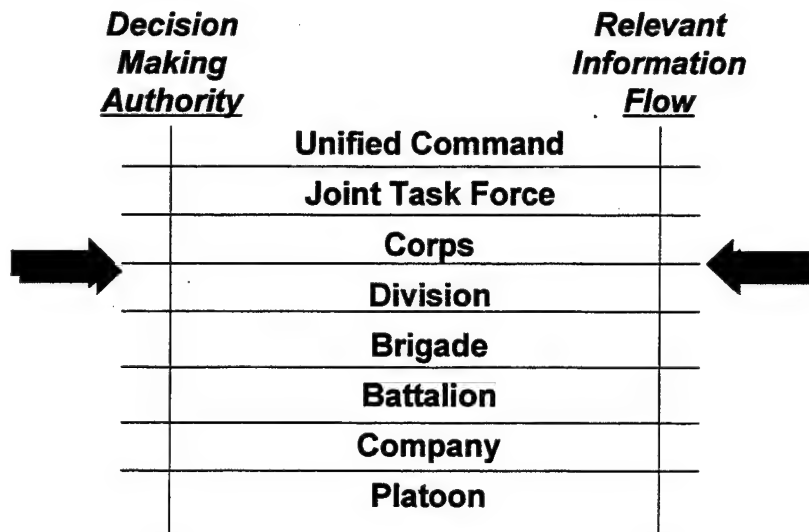 Decision
Making
Authority
Relevant
Information
Flow
Unified Command
Joint Task Force
Corps
Division
Brigade
Battalion
Company
Platoon